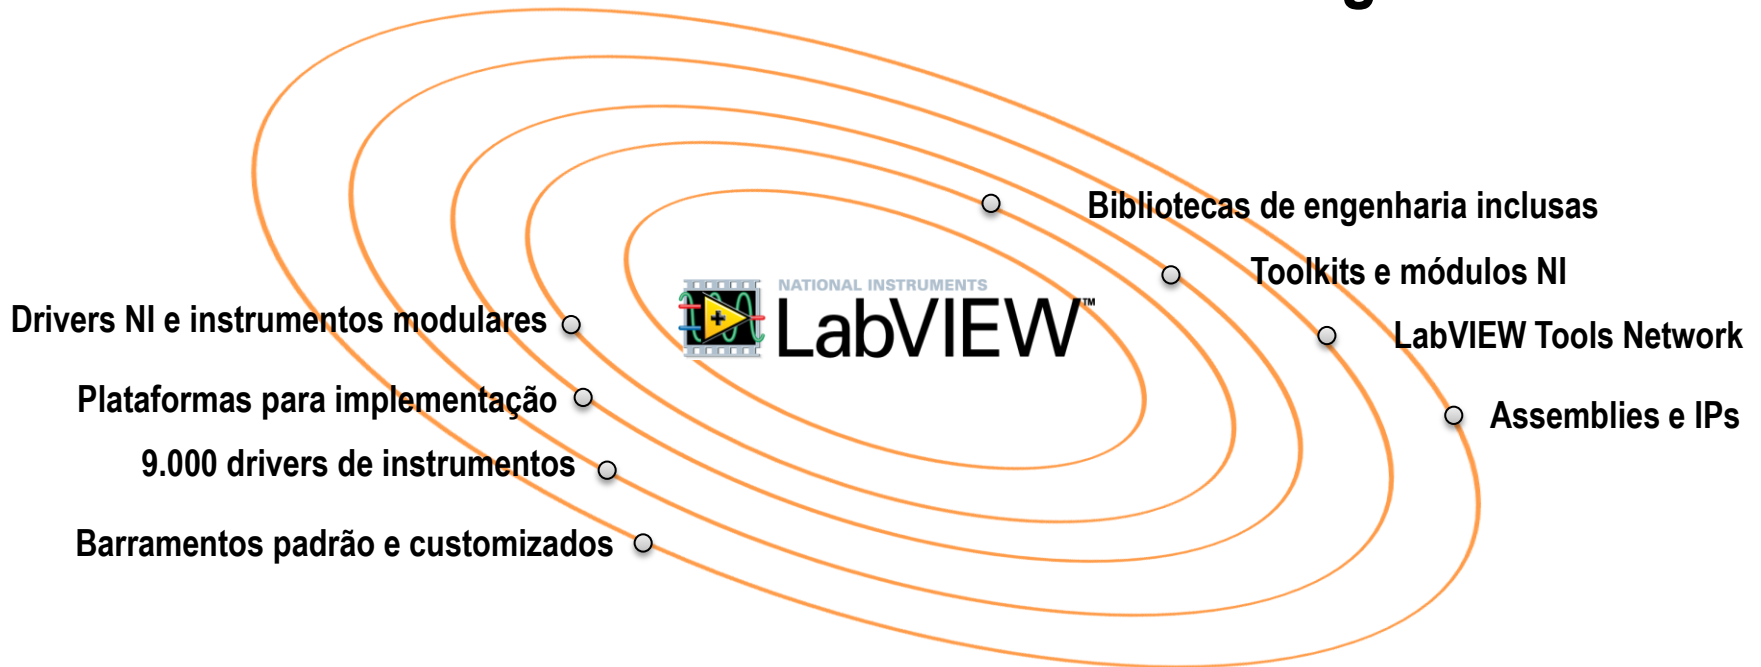 Bibliotecas de engenharia inclusas
Toolkits e módulos NI
NATIONAL INSTRUMENTS
LabVIEW™
Drivers NI e instrumentos modulares
LabVIEW Tools Network
Plataformas para implementação
Assemblies e IPs
9.000 drivers de instrumentos
Barramentos padrão e customizados